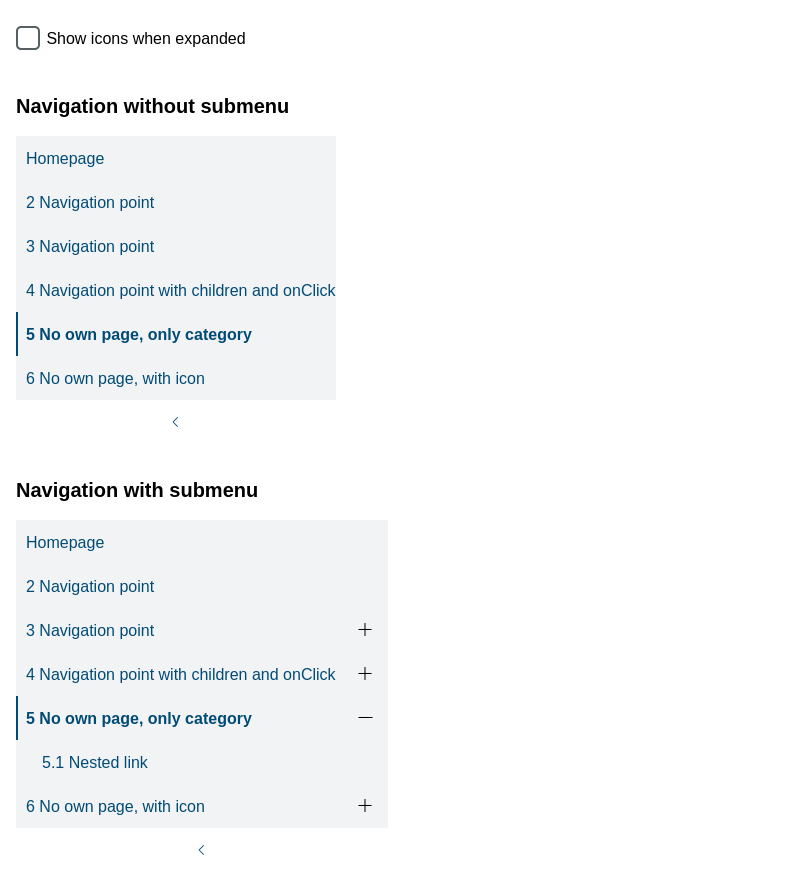 Show icons when expanded
Navigation without submenu
Homepage
2 Navigation point
3 Navigation point
4 Navigation point with children and onClick
5 No own page, only category
6 No own page, with icon
Navigation with submenu
Homepage
2 Navigation point
3 Navigation point
4 Navigation point with children and onClick
5 No own page, only category
5.1 Nested link
6 No own page, with icon